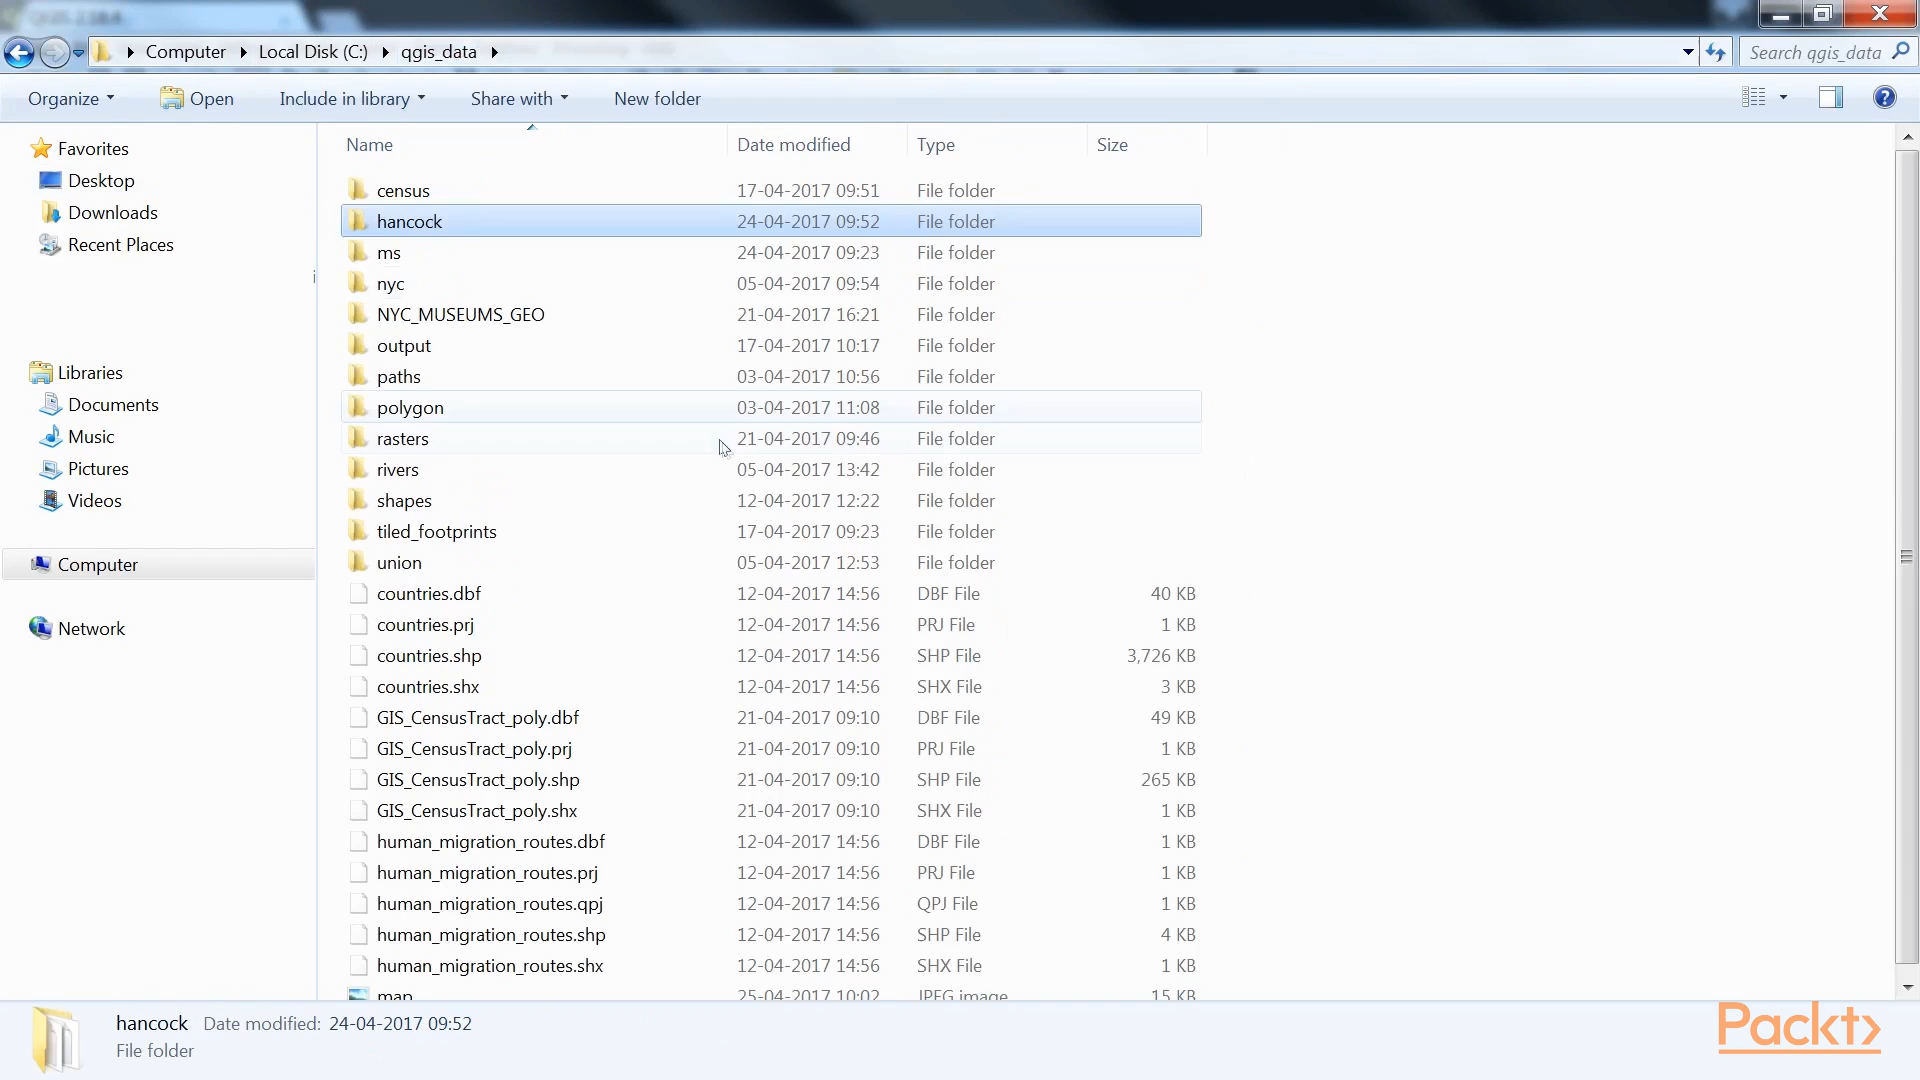 Computer Local Disk (C:) qgis_data Search qgis_data
Organize Open Include in library Share with New folder
Name Date modified Type Size
Favorites
Desktop
Downloads
Recent Places
Libraries
Documents
Music
Pictures
Videos
Computer
Network
census 17-04-2017 09:51 File folder
hancock 24-04-2017 09:52 File folder
ms 24-04-2017 09:23 File folder
nyc 05-04-2017 09:54 File folder
NYC_MUSEUMS_GEO 21-04-2017 16:21 File folder
output 17-04-2017 10:17 File folder
paths 03-04-2017 10:56 File folder
polygon 03-04-2017 11:08 File folder
rasters 21-04-2017 09:46 File folder
rivers 05-04-2017 13:42 File folder
shapes 12-04-2017 12:22 File folder
tiled_footprints 17-04-2017 09:23 File folder
union 05-04-2017 12:53 File folder
countries.dbf 12-04-2017 14:56 DBF File 40 KB
countries.prj 12-04-2017 14:56 PRJ File 1 KB
countries.shp 12-04-2017 14:56 SHP File 3,726 KB
countries.shx 12-04-2017 14:56 SHX File 3 KB
GIS_CensusTract_poly.dbf 21-04-2017 09:10 DBF File 49 KB
GIS_CensusTract_poly.prj 21-04-2017 09:10 PRJ File 1 KB
GIS_CensusTract_poly.shp 21-04-2017 09:10 SHP File 265 KB
GIS_CensusTract_poly.shx 21-04-2017 09:10 SHX File 1 KB
human_migration_routes.dbf 12-04-2017 14:56 DBF File 1 KB
human_migration_routes.prj 12-04-2017 14:56 PRJ File 1 KB
human_migration_routes.qpj 12-04-2017 14:56 QPJ File 1 KB
human_migration_routes.shp 12-04-2017 14:56 SHP File 4 KB
human_migration_routes.shx 12-04-2017 14:56 SHX File 1 KB
map 25-04-2017 10:02 JPEG image 15 KB
hancock Date modified: 24-04-2017 09:52
File folder
Packt